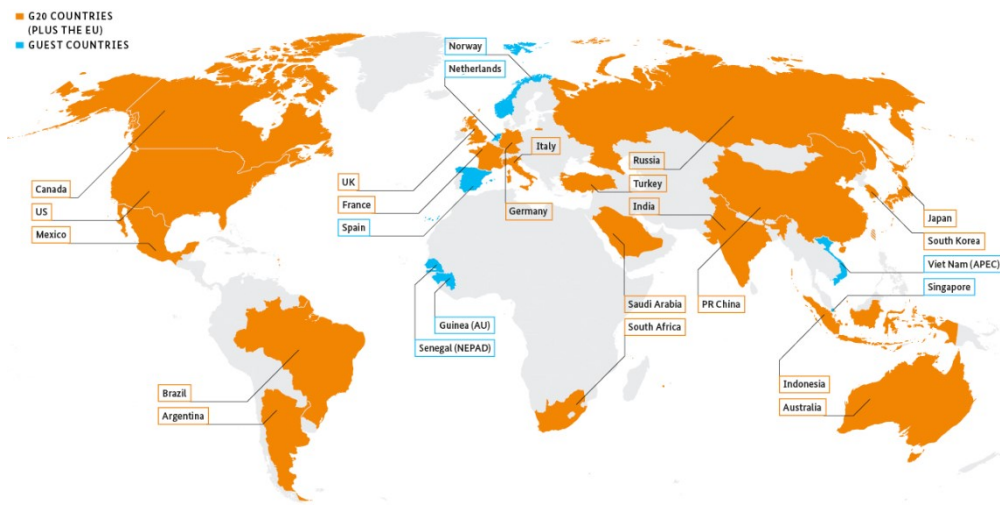 G20 COUNTRIES
(PLUS THE EU)
GUEST COUNTRIES
Norway
Netherlands
Italy
Russia
Canada
UK
Turkey
US
France
India
Germany
Japan
Mexico
Spain
South Korea
Viet Nam (APEC)
Singapore
Saudi Arabia
PR China
Guinea (AU)
South Africa
Senegal (NEPAD)
Indonesia
Brazil
Australia
Argentina